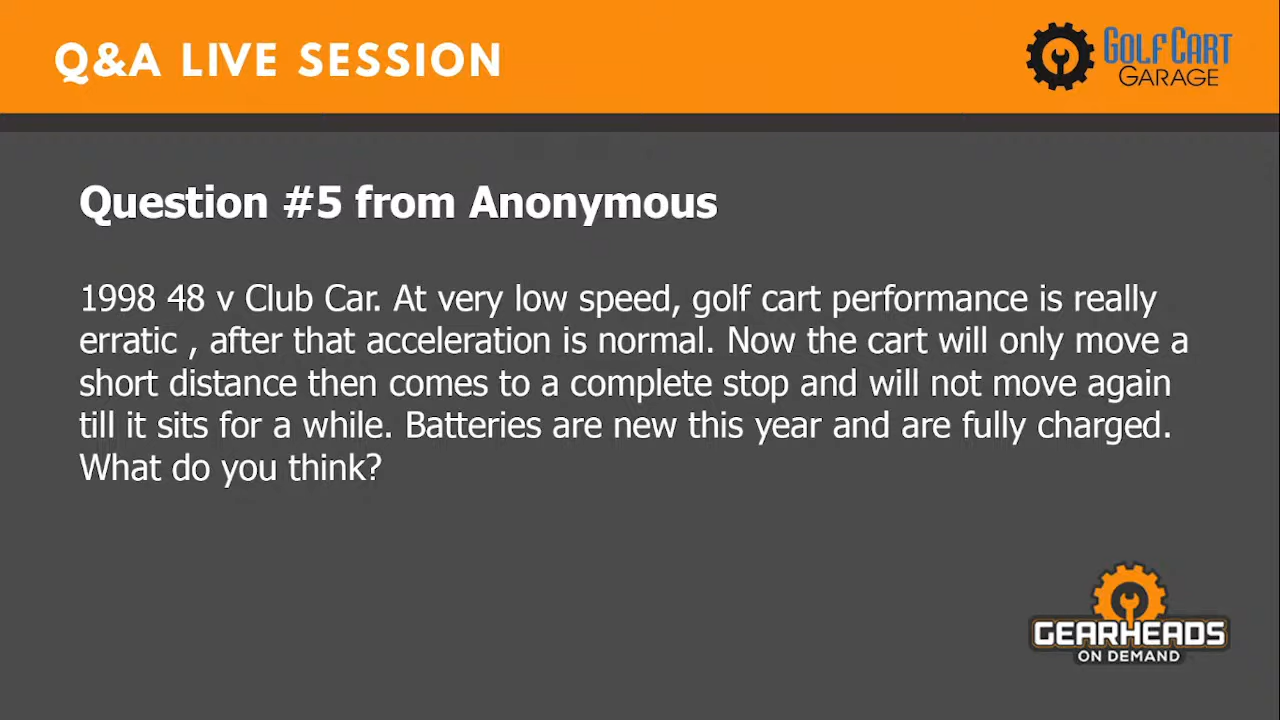 Q&A LIVE SESSION
GOLF CART
GARAGE
Question #5 from Anonymous
1998 48 v Club Car. At very low speed, golf cart performance is really
erratic , after that acceleration is normal. Now the cart will only move a
short distance then comes to a complete stop and will not move again
till it sits for a while. Batteries are new this year and are fully charged.
What do you think?
GEARHEADS
ON DEMAND